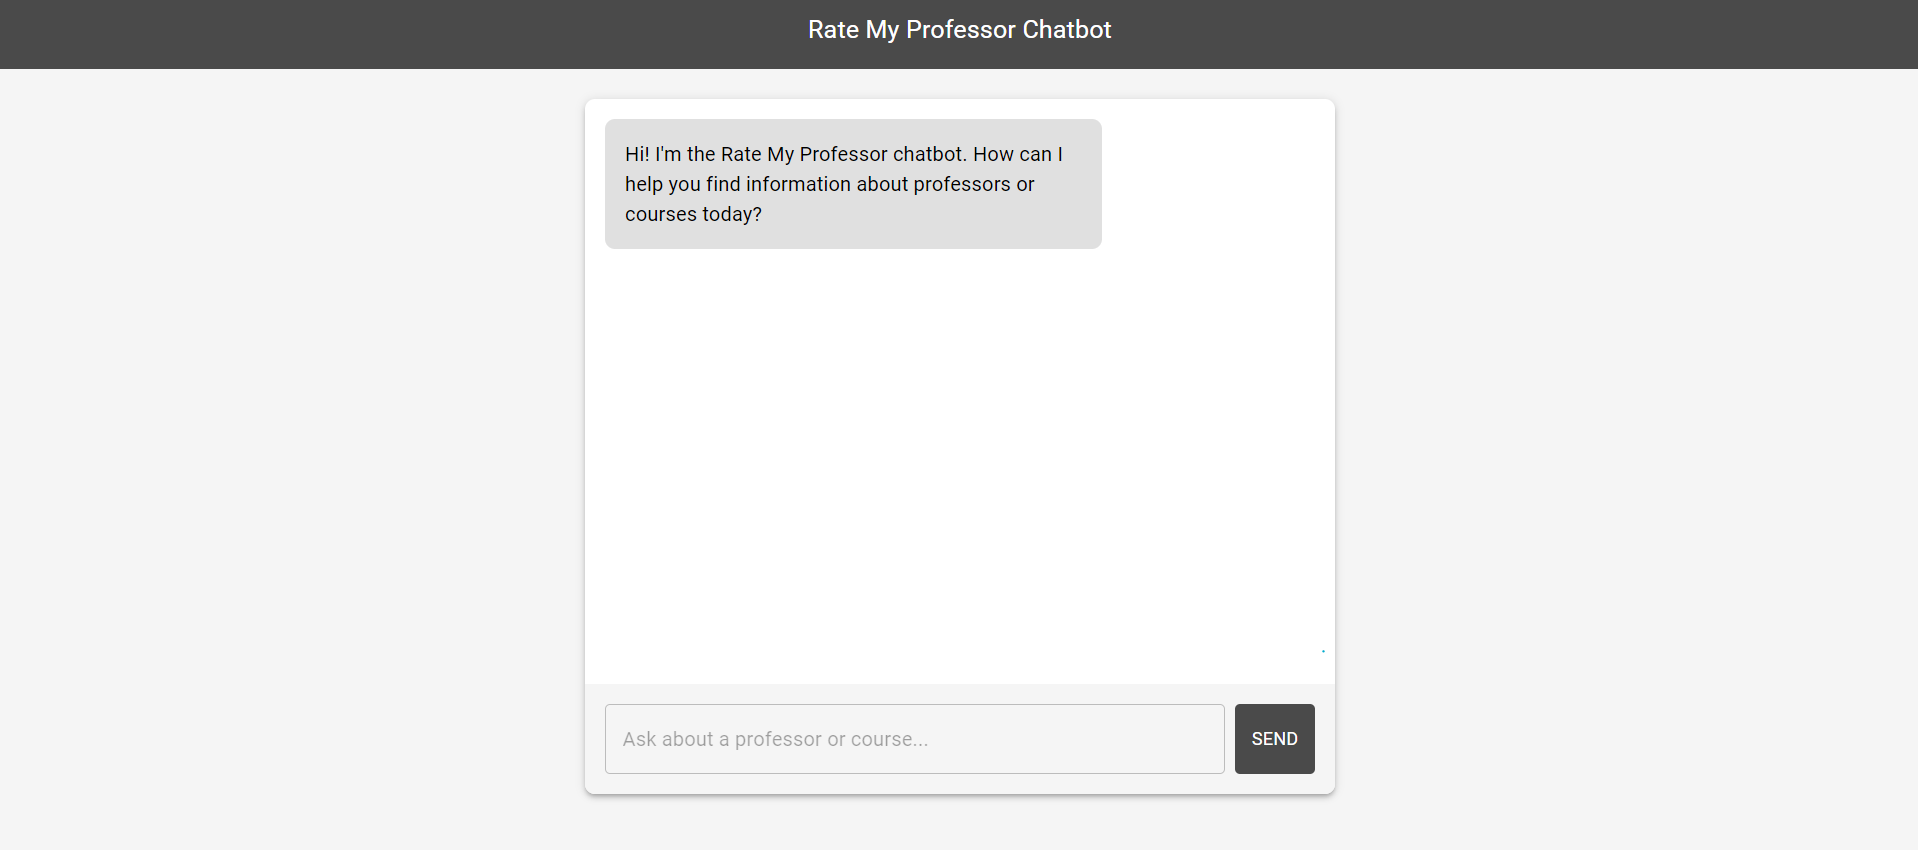 Rate My Professor Chatbot
Hi! I'm the Rate My Professor chatbot. How can I
help you find information about professors or
courses today?
Ask about a professor or course...
SEND